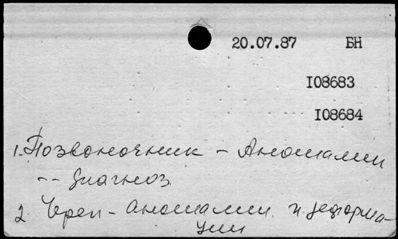 20.07.87 БН
I08683
I08684
1. Позвоночник - Аномалии
-- Диагноз
2. Череп - аномалии и деформа-
ции